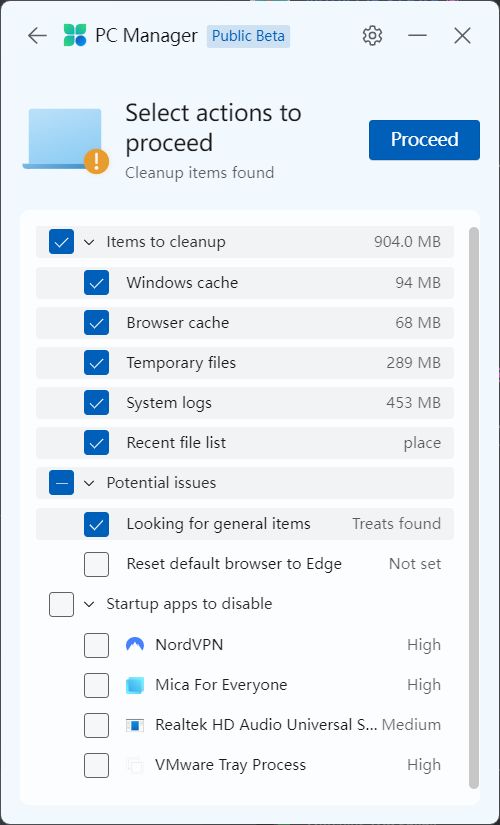 PC Manager Public Beta
Select actions to
proceed
Proceed
Cleanup items found
Items to cleanup 904.0 MB
Windows cache 94 MB
Browser cache 68 MB
Temporary files 289 MB
System logs 453 MB
Recent file list place
Potential issues
Looking for general items Treats found
Reset default browser to Edge Not set
Startup apps to disable
NordVPN High
Mica For Everyone High
Realtek HD Audio Universal S... Medium
VMware Tray Process High